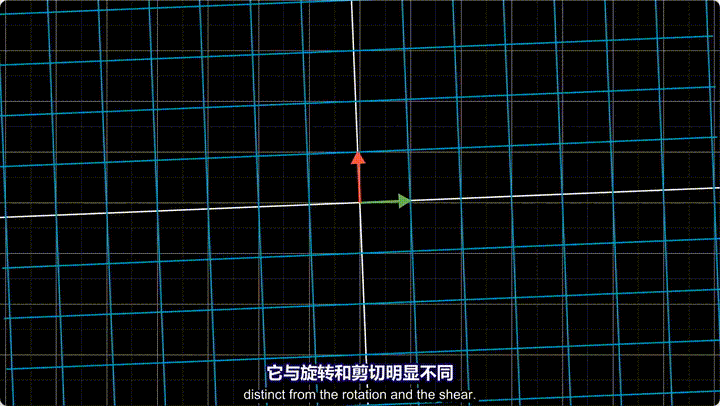 它与旋转和剪切明显不同
distinct from the rotation and the shear.